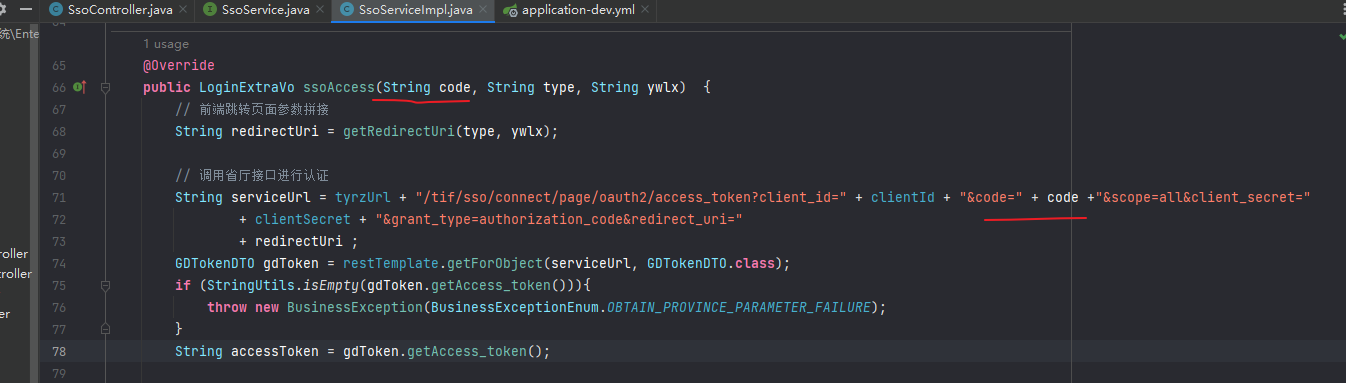 SsoController.java
SsoService.java
SsoServiceImpl.java
application-dev.yml
统\Ente
1 usage
65 @Override
66 public LoginExtraVo ssoAccess(String code, String type, String ywlx)  {
67 // 前端跳转页面参数拼接
68 String redirectUri = getRedirectUri(type, ywlx);
69
70 // 调用省厅接口进行认证
71 String serviceUrl = tyrzUrl + "/tif/sso/connect/page/oauth2/access_token?client_id=" + clientId + "&code=" + code +"&scope=all&client_secret="
72 + clientSecret + "&grant_type=authorization_code&redirect_uri="
73 + redirectUri ;
roller
74 GDTokenDTO gdToken = restTemplate.getForObject(serviceUrl, GDTokenDTO.class);
troller
75 if (StringUtils.isEmpty(gdToken.getAccess_token())){
76 throw new BusinessException(BusinessExceptionEnum.OBTAIN_PROVINCE_PARAMETER_FAILURE);
er
77 }
78 String accessToken = gdToken.getAccess_token();
79